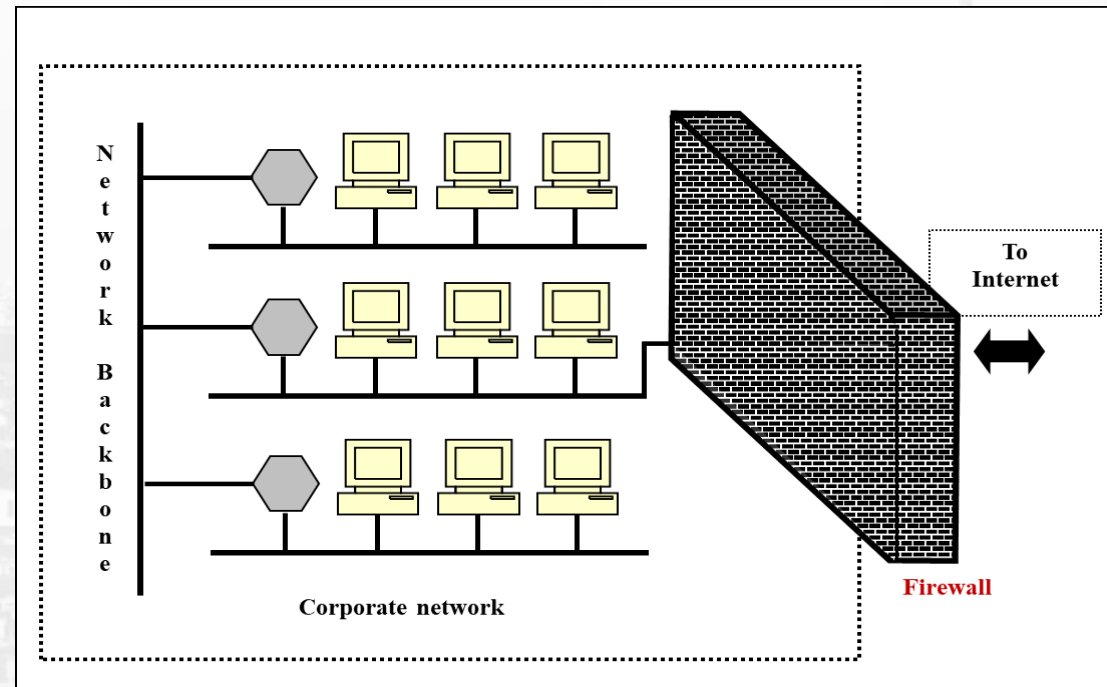 Network Backbone
To
Internet
Firewall
Corporate network